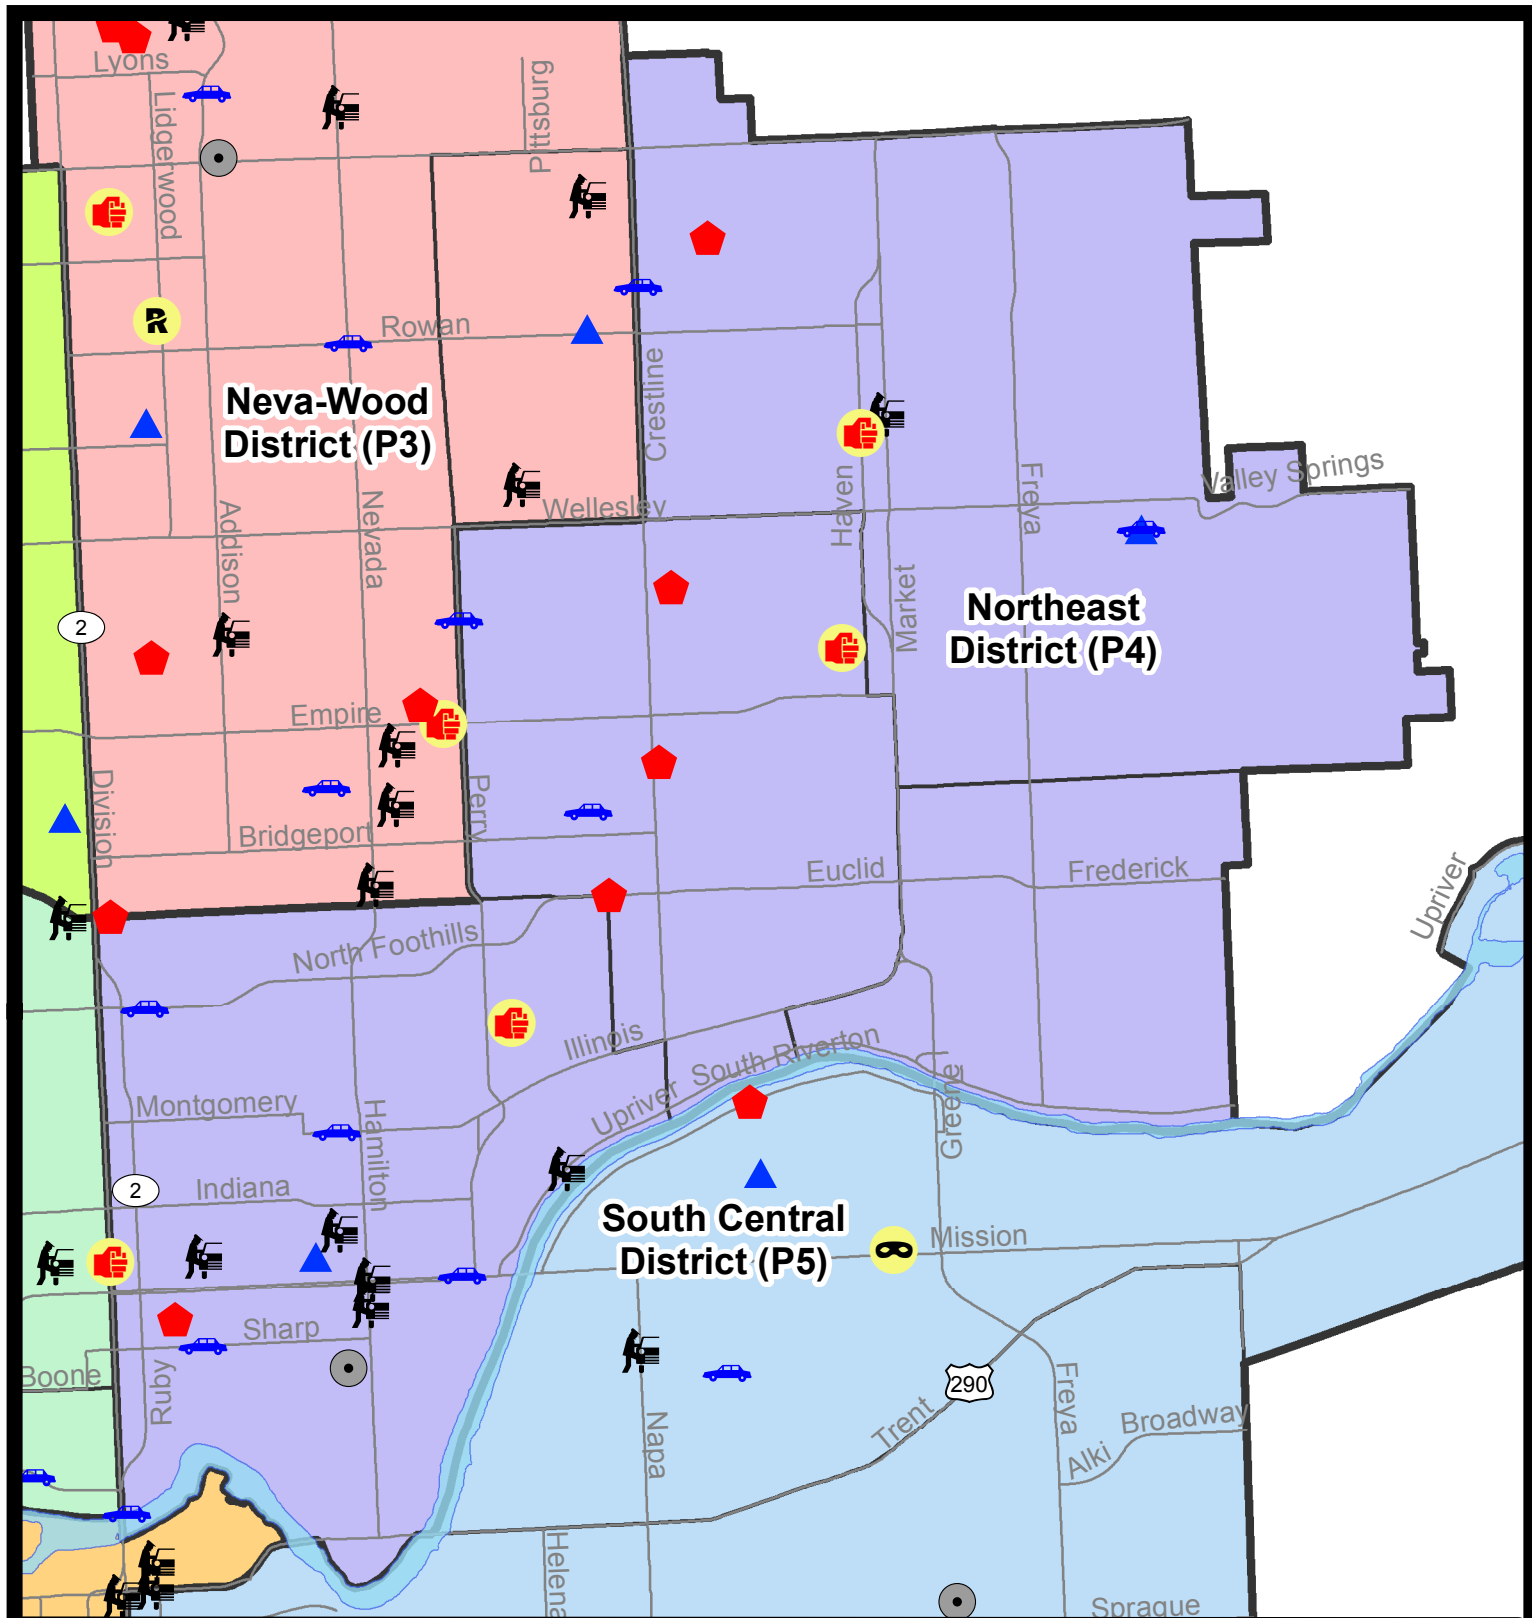 Lyons
Pittsburg
Lidgerwood
Rowan
Neva-Wood
District (P3)
Crestline
Valley Springs
Haven
Freya
Wellesley
Addison
Nevada
Market
Northeast
District (P4)
2
Empire
Division
Perry
Bridgeport
Euclid
Frederick
Upriver
North Foothills
Illinois
South Riverton
Upriver
Greene
Montgomery
Hamilton
2
Indiana
South Central
District (P5)
Mission
Sharp
Boone
Ruby
290
Freya
Napa
Trent
Broadway
Alki
Helena
Sprague